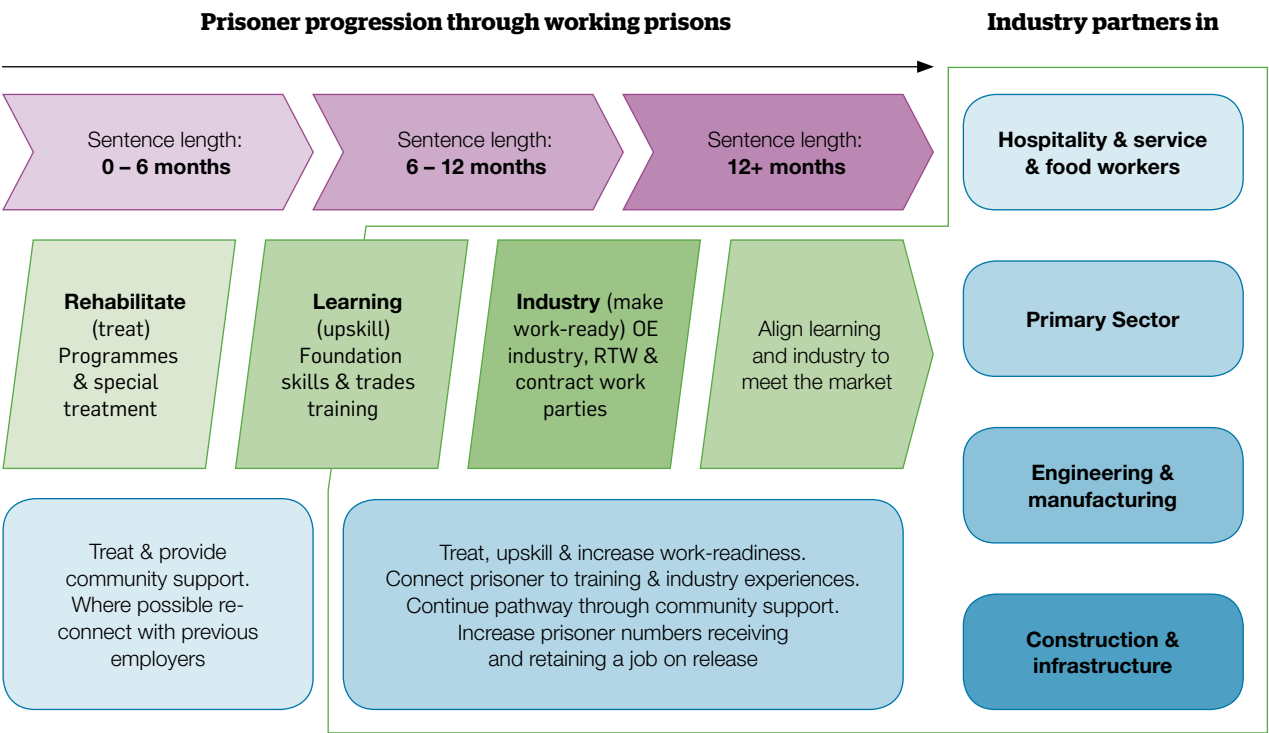 Prisoner progression through working prisons
Industry partners in
Sentence length:
0 – 6 months
Sentence length:
6 – 12 months
Sentence length:
12+ months
Rehabilitate
(treat)
Programmes
& special
treatment
Learning
(upskill)
Foundation
skills & trades
training
Industry (make
work-ready) OE
industry, RTW &
contract work
parties
Align learning
and industry to
meet the market
Treat & provide
community support.
Where possible re-
connect with previous
employers
Treat, upskill & increase work-readiness.
Connect prisoner to training & industry experiences.
Continue pathway through community support.
Increase prisoner numbers receiving
and retaining a job on release
Hospitality & service
& food workers
Primary Sector
Engineering &
manufacturing
Construction &
infrastructure